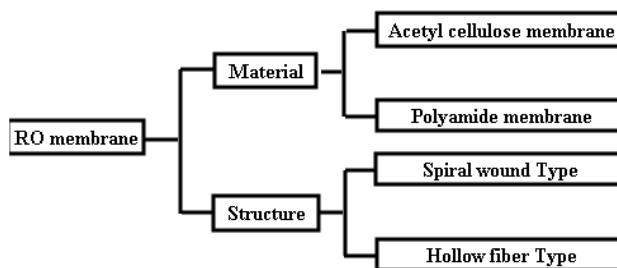 RO membrane
Material
Acetyl cellulose membrane
Polyamide membrane
Structure
Spiral wound Type
Hollow fiber Type